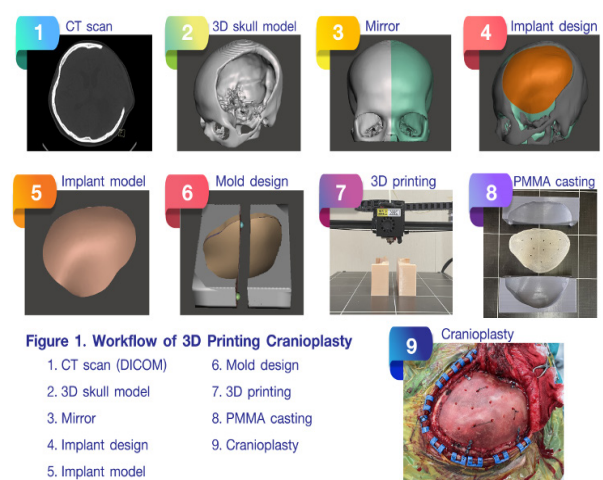 1 CT scan
2 3D skull model
3 Mirror
4 Implant design
5 Implant model
6 Mold design
7 3D printing
8 PMMA casting
9 Cranioplasty
Figure 1. Workflow of 3D Printing Cranioplasty
1. CT scan (DICOM)
2. 3D skull model
3. Mirror
4. Implant design
5. Implant model
6. Mold design
7. 3D printing
8. PMMA casting
9. Cranioplasty